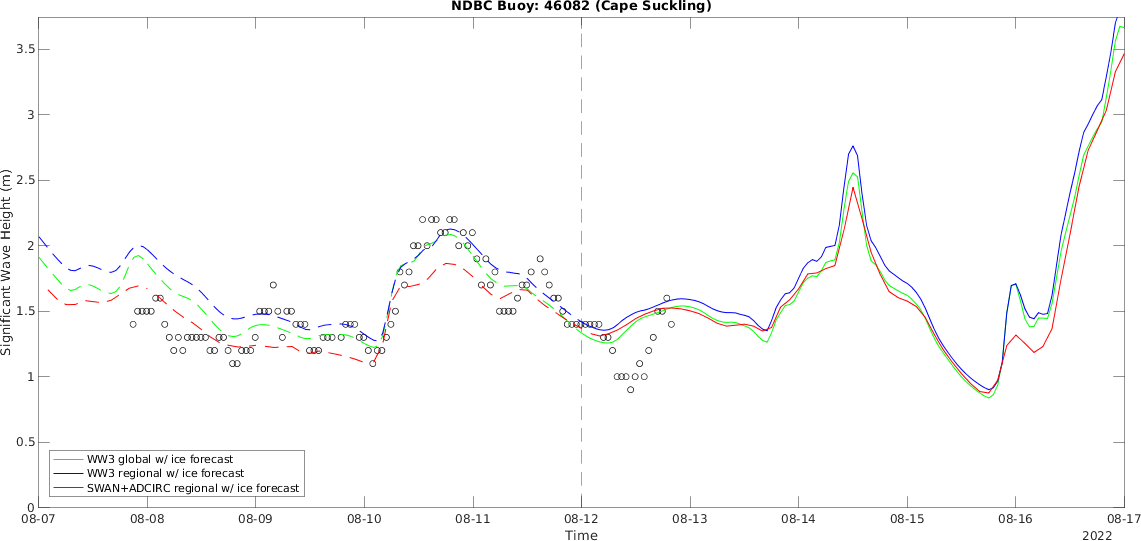 NDBC Buoy: 46082 (Cape Suckling)
Significant Wave Height (m)
3.5
3
2.5
2
1.5
1
0.5
0
WW3 global w/ ice forecast
WW3 regional w/ ice forecast
SWAN+ADCIRC regional w/ ice forecast
08-07 08-08 08-09 08-10 08-11 08-12 08-13 08-14 08-15 08-16 08-17
Time
2022